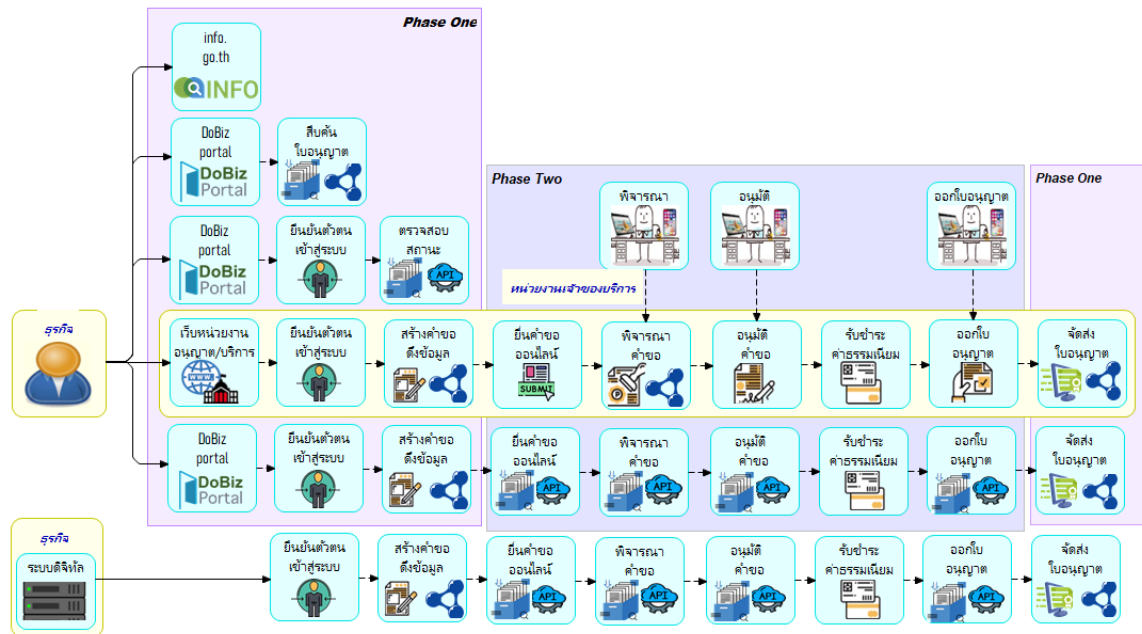 Phase One
info.
go.th
INFO
DoBiz
portal
DoBiz
Portal
สืบค้น
ใบอนุญาต
Phase Two
Phase One
พิจารณา
อนุมัติ
ออกใบอนุญาต
DoBiz
portal
DoBiz
Portal
ยืนยันตัวตน
เข้าสู่ระบบ
ตรวจสอบ
สถานะ
API
หน่วยงานเจ้าของบริการ
ธุรกิจ
เว็บหน่วยงาน
อนุญาต/บริการ
WWW
ยืนยันตัวตน
เข้าสู่ระบบ
สร้างคำขอ
ดึงข้อมูล
ยื่นคำขอ
ออนไลน์
SUBMIT
พิจารณา
คำขอ
อนุมัติ
คำขอ
รับชำระ
ค่าธรรมเนียม
ออกใบ
อนุญาต
จัดส่ง
ใบอนุญาต
DoBiz
portal
DoBiz
Portal
ยืนยันตัวตน
เข้าสู่ระบบ
สร้างคำขอ
ดึงข้อมูล
ยื่นคำขอ
ออนไลน์
API
พิจารณา
คำขอ
API
อนุมัติ
คำขอ
API
รับชำระ
ค่าธรรมเนียม
ออกใบ
อนุญาต
API
จัดส่ง
ใบอนุญาต
ธุรกิจ
ระบบดิจิทัล
ยืนยันตัวตน
เข้าสู่ระบบ
สร้างคำขอ
ดึงข้อมูล
ยื่นคำขอ
ออนไลน์
API
พิจารณา
คำขอ
API
อนุมัติ
คำขอ
API
รับชำระ
ค่าธรรมเนียม
ออกใบ
อนุญาต
API
จัดส่ง
ใบอนุญาต